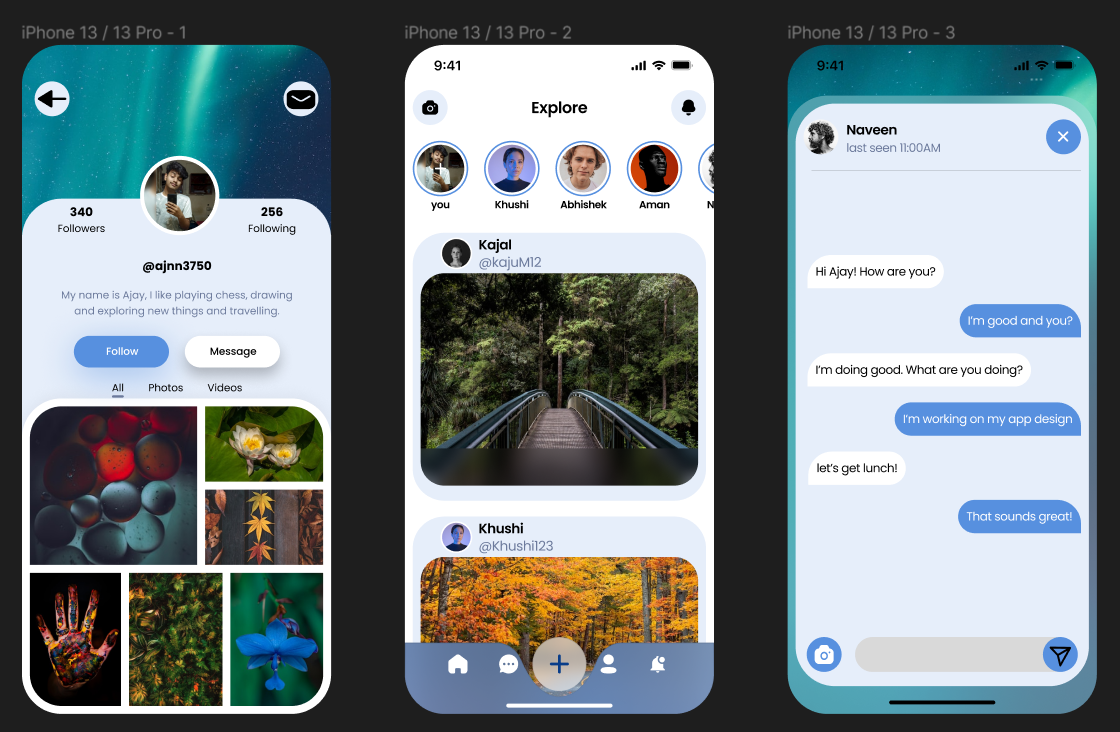 iPhone 13 / 13 Pro - 1
340
Followers
256
Following
@ajnn3750
My name is Ajay, I like playing chess, drawing
and exploring new things and travelling.
Follow
Message
All
Photos
Videos
iPhone 13 / 13 Pro - 2
9:41
Explore
you
Khushi
Abhishek
Aman
N
Kajal
@kajuM12
Khushi
@Khushi123
iPhone 13 / 13 Pro - 3
9:41
Naveen
last seen 11:00AM
Hi Ajay! How are you?
I'm good and you?
I'm doing good. What are you doing?
I'm working on my app design
let's get lunch!
That sounds great!